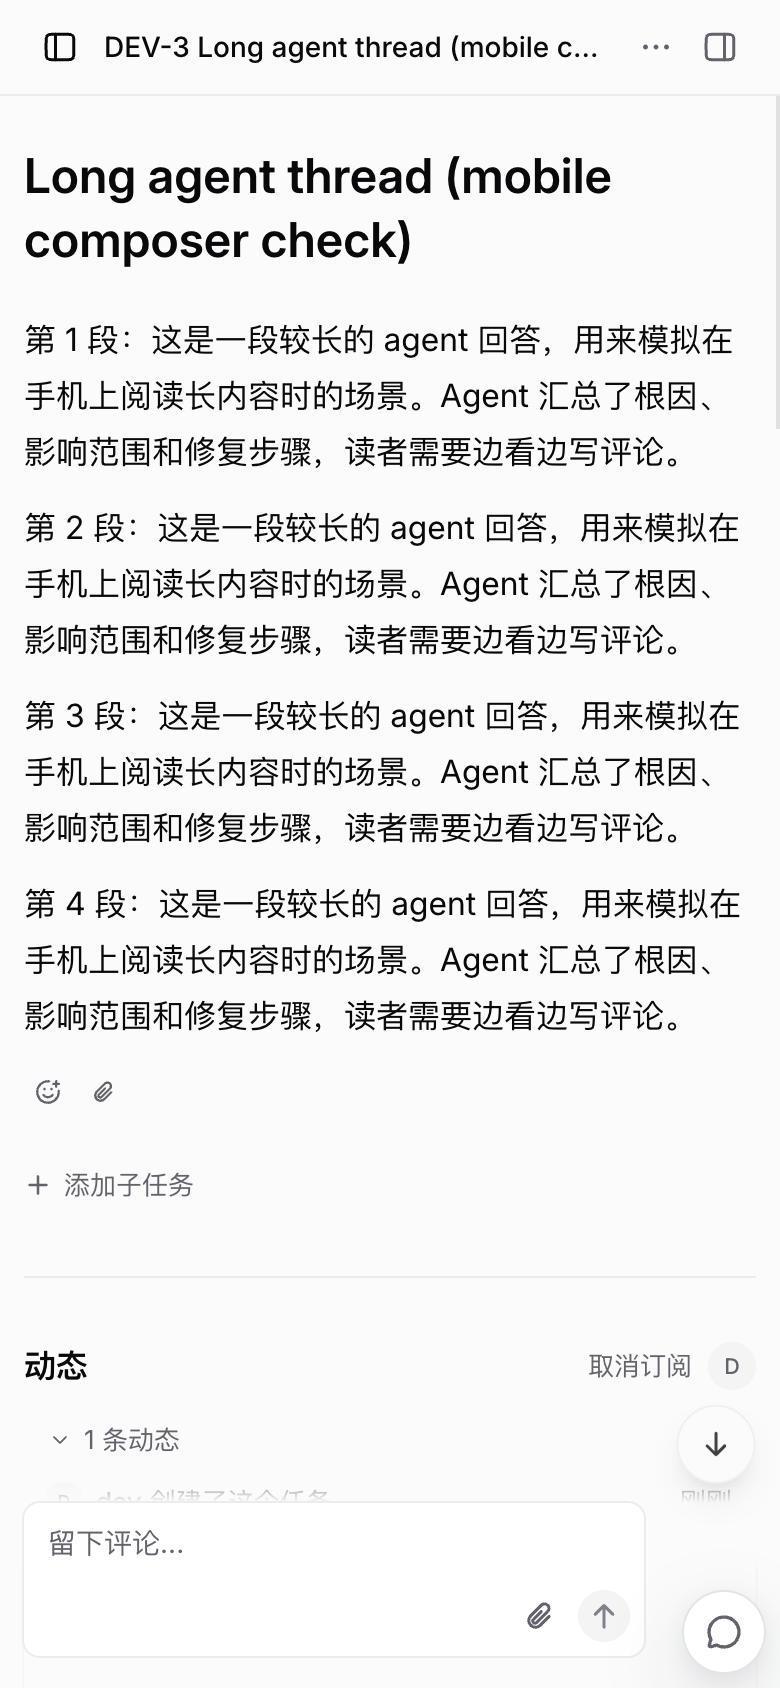 DEV-3 Long agent thread (mobile c...
Long agent thread (mobile
composer check)
第 1 段：这是一段较长的 agent 回答，用来模拟在
手机上阅读长内容时的场景。Agent 汇总了根因、
影响范围和修复步骤，读者需要边看边写评论。
第 2 段：这是一段较长的 agent 回答，用来模拟在
手机上阅读长内容时的场景。Agent 汇总了根因、
影响范围和修复步骤，读者需要边看边写评论。
第 3 段：这是一段较长的 agent 回答，用来模拟在
手机上阅读长内容时的场景。Agent 汇总了根因、
影响范围和修复步骤，读者需要边看边写评论。
第 4 段：这是一段较长的 agent 回答，用来模拟在
手机上阅读长内容时的场景。Agent 汇总了根因、
影响范围和修复步骤，读者需要边看边写评论。
添加子任务
动态 取消订阅 D
1 条动态
D dev 创建了这个任务 刚刚
留下评论...